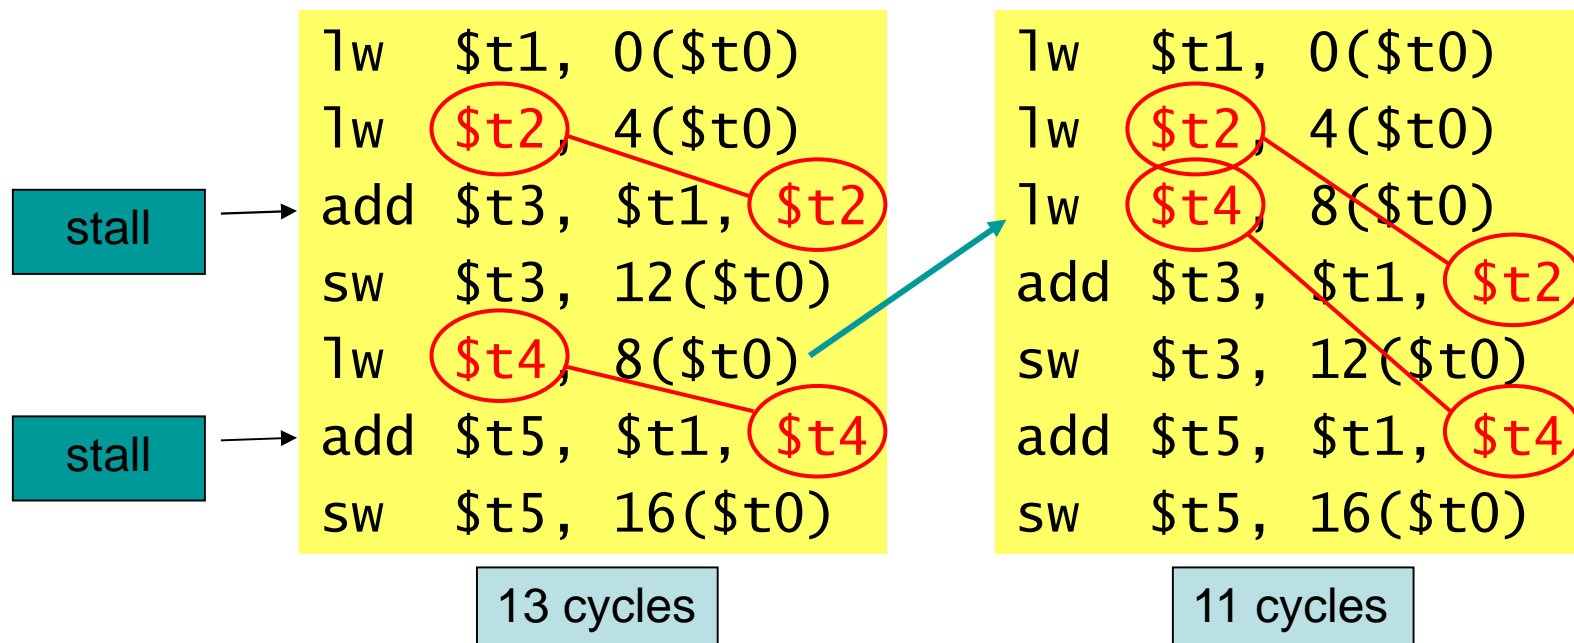 lw $t1, 0($t0)
lw $t2, 4($t0)
add $t3, $t1, $t2
sw $t3, 12($t0)
lw $t4, 8($t0)
add $t5, $t1, $t4
sw $t5, 16($t0)
stall
stall
13 cycles
lw $t1, 0($t0)
lw $t2, 4($t0)
lw $t4, 8($t0)
add $t3, $t1, $t2
sw $t3, 12($t0)
add $t5, $t1, $t4
sw $t5, 16($t0)
11 cycles